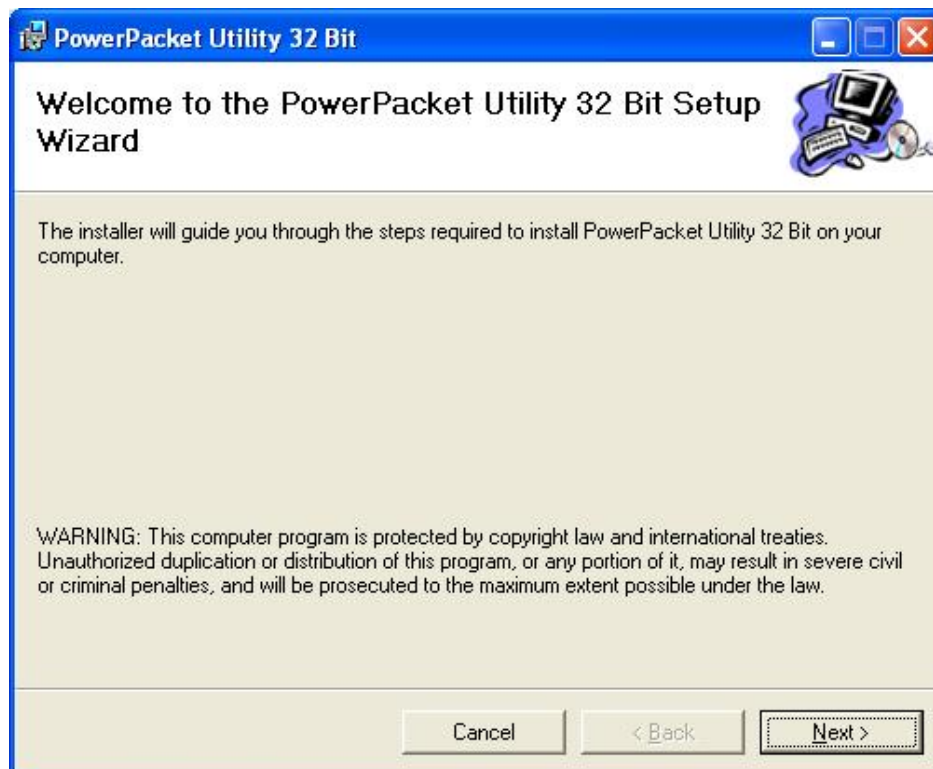 PowerPacket Utility 32 Bit
Welcome to the PowerPacket Utility 32 Bit Setup
Wizard
The installer will guide you through the steps required to install PowerPacket Utility 32 Bit on your
computer.
WARNING: This computer program is protected by copyright law and international treaties.
Unauthorized duplication or distribution of this program, or any portion of it, may result in severe civil
or criminal penalties, and will be prosecuted to the maximum extent possible under the law.
Cancel < Back Next >